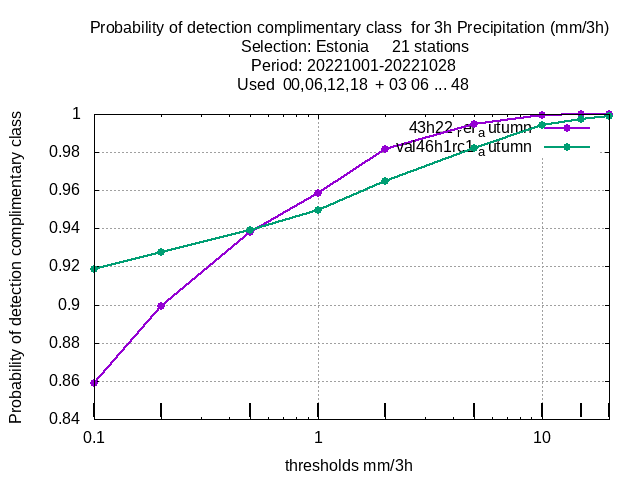 Probability of detection complimentary class  for 3h Precipitation (mm/3h)
Selection: Estonia     21 stations
Period: 20221001-20221028
Used  00,06,12,18  + 03 06 ... 48
Probability of detection complimentary class
1
0.98
0.96
0.94
0.92
0.9
0.88
0.86
0.84
43h22_rer_autumn
val46h1rc1_autumn
0.1
1
10
thresholds mm/3h